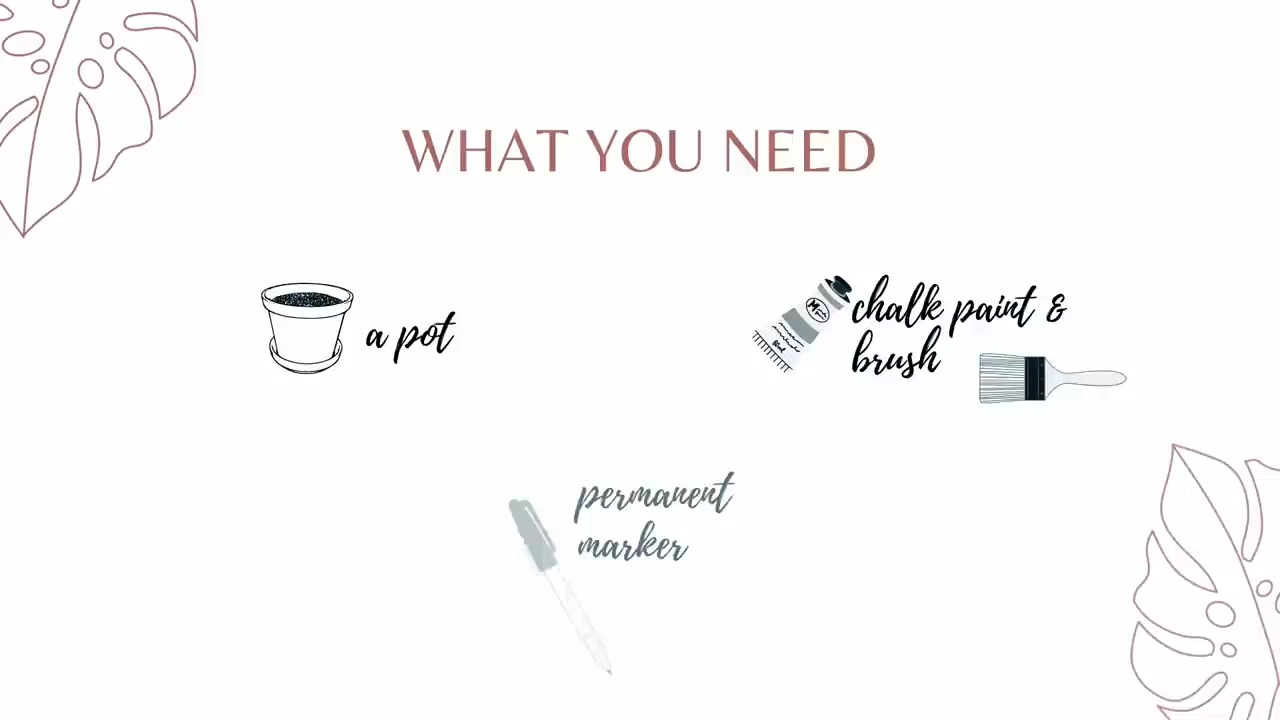 WHAT YOU NEED
a pot
chalk paint &
brush
permanent
marker